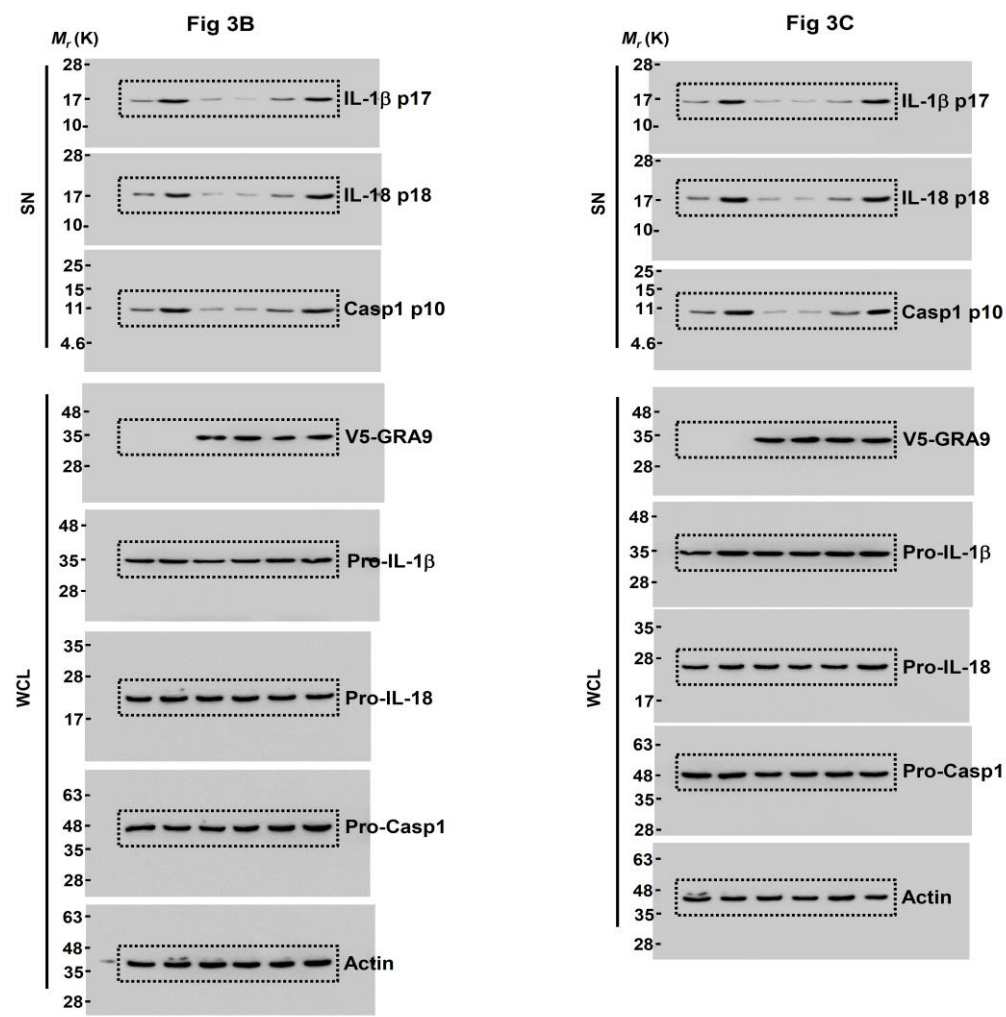 Fig 3B
Mr (K)
SN
28-
17-
10-
IL-1β p17
28
17-
10-
IL-18 p18
25-
15-
11-
4.6-
Casp1 p10
WCL
48-
35-
28-
V5-GRA9
48-
35-
28-
Pro-IL-1β
35-
28-
17-
Pro-IL-18
63-
48-
35-
28-
Pro-Casp1
63-
48-
35-
28-
Actin
Fig 3C
Mr (K)
SN
28-
17-
10-
IL-1β p17
28-
17-
10-
IL-18 p18
25-
15-
11-
4.6-
Casp1 p10
WCL
48-
35-
28-
V5-GRA9
48-
35-
28-
Pro-IL-1β
35-
28-
17-
Pro-IL-18
63-
48-
35-
28-
Pro-Casp1
63-
48-
35-
28-
Actin